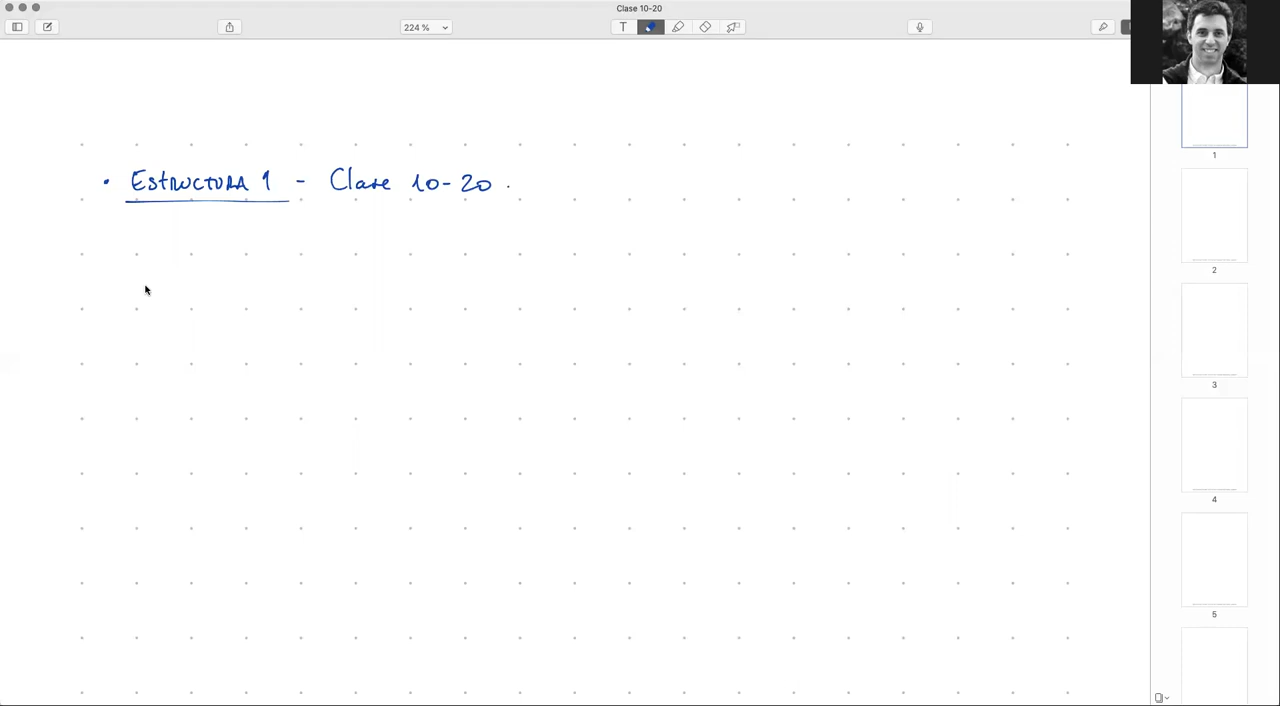 Clase 10-20
224 %
T
• ESTRUCTURA 1 - Clase 10-20 .
1
2
3
4
5